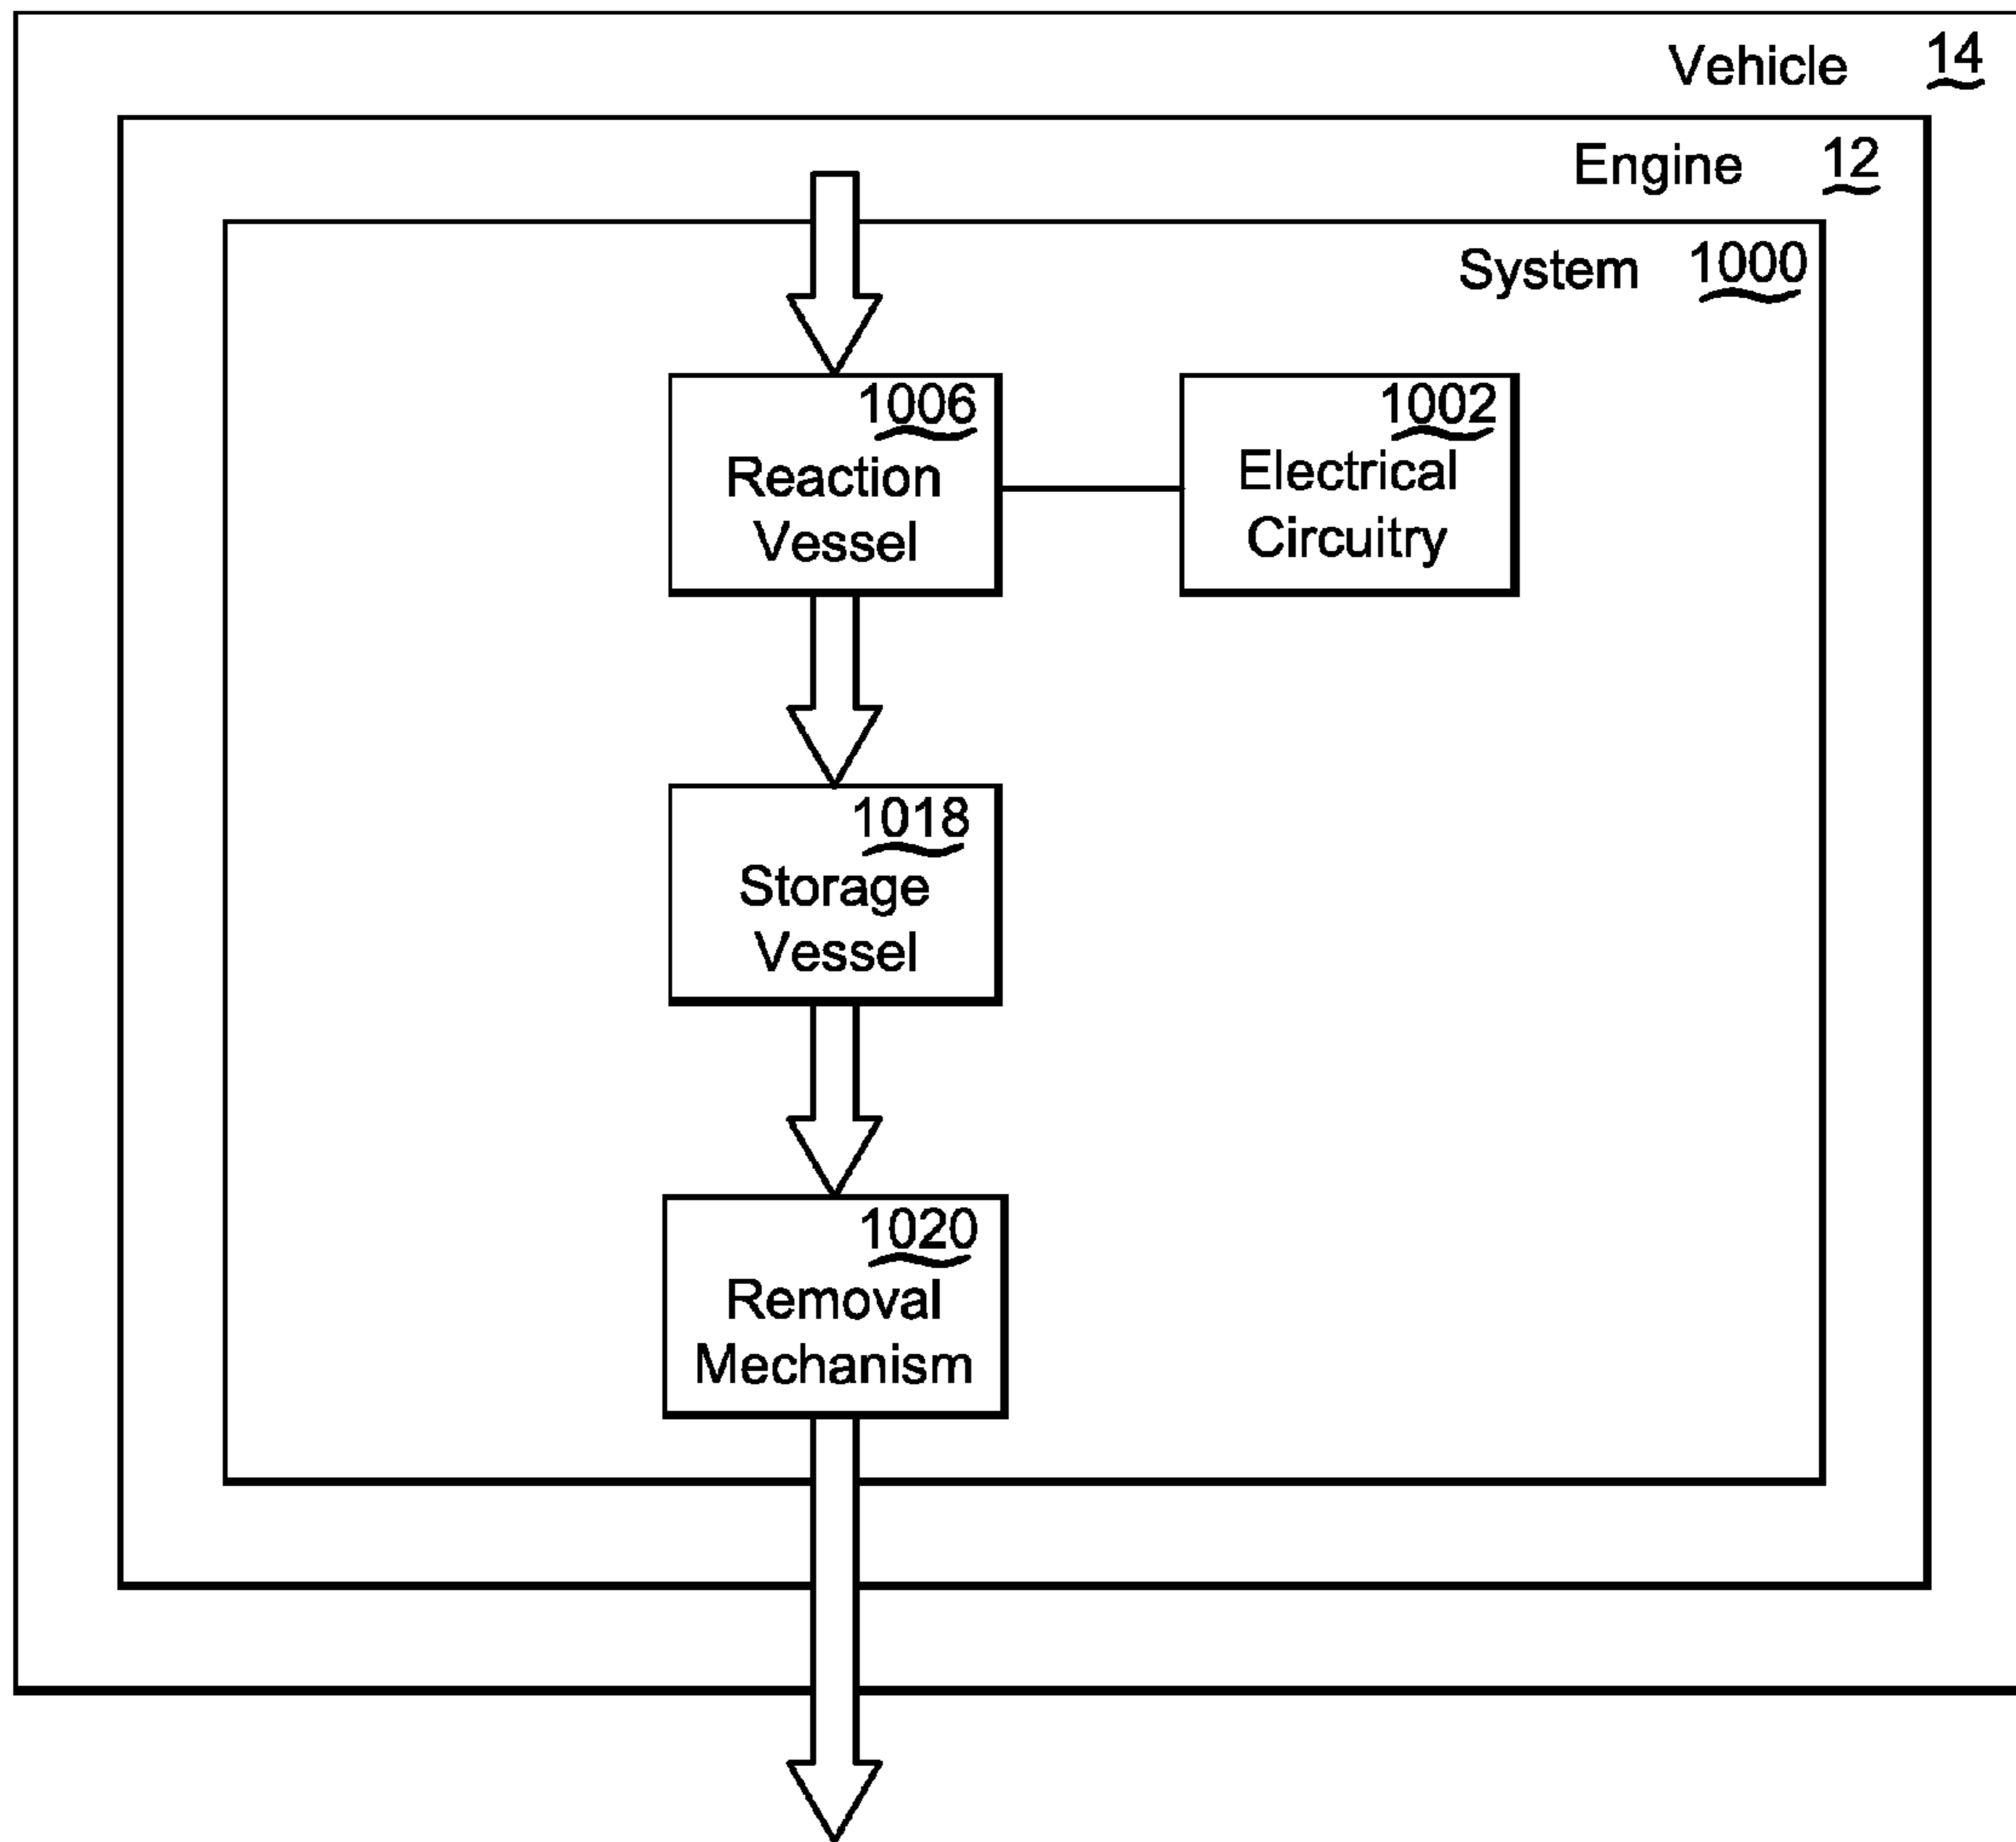 Vehicle 14
Engine 12
System 1000
1006
Reaction
Vessel
1002
Electrical
Circuitry
1018
Storage
Vessel
1020
Removal
Mechanism